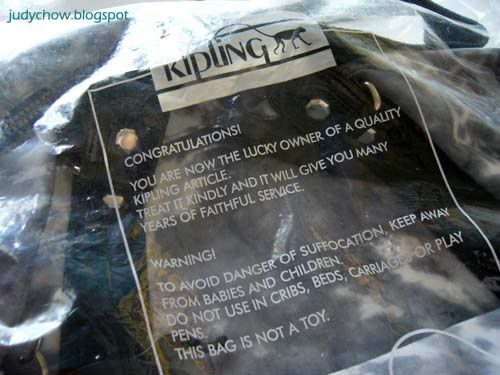 judychow.blogspot
KIPLING
CONGRATULATIONS!
YOU ARE NOW THE LUCKY OWNER OF A QUALITY
KIPLING ARTICLE.
TREAT IT KINDLY AND IT WILL GIVE YOU MANY
YEARS OF FAITHFUL SERVICE.
WARNING!
TO AVOID DANGER OF SUFFOCATION, KEEP AWAY
FROM BABIES AND CHILDREN.
DO NOT USE IN CRIBS, BEDS, CARRIAGES OR PLAY
PENS.
THIS BAG IS NOT A TOY.